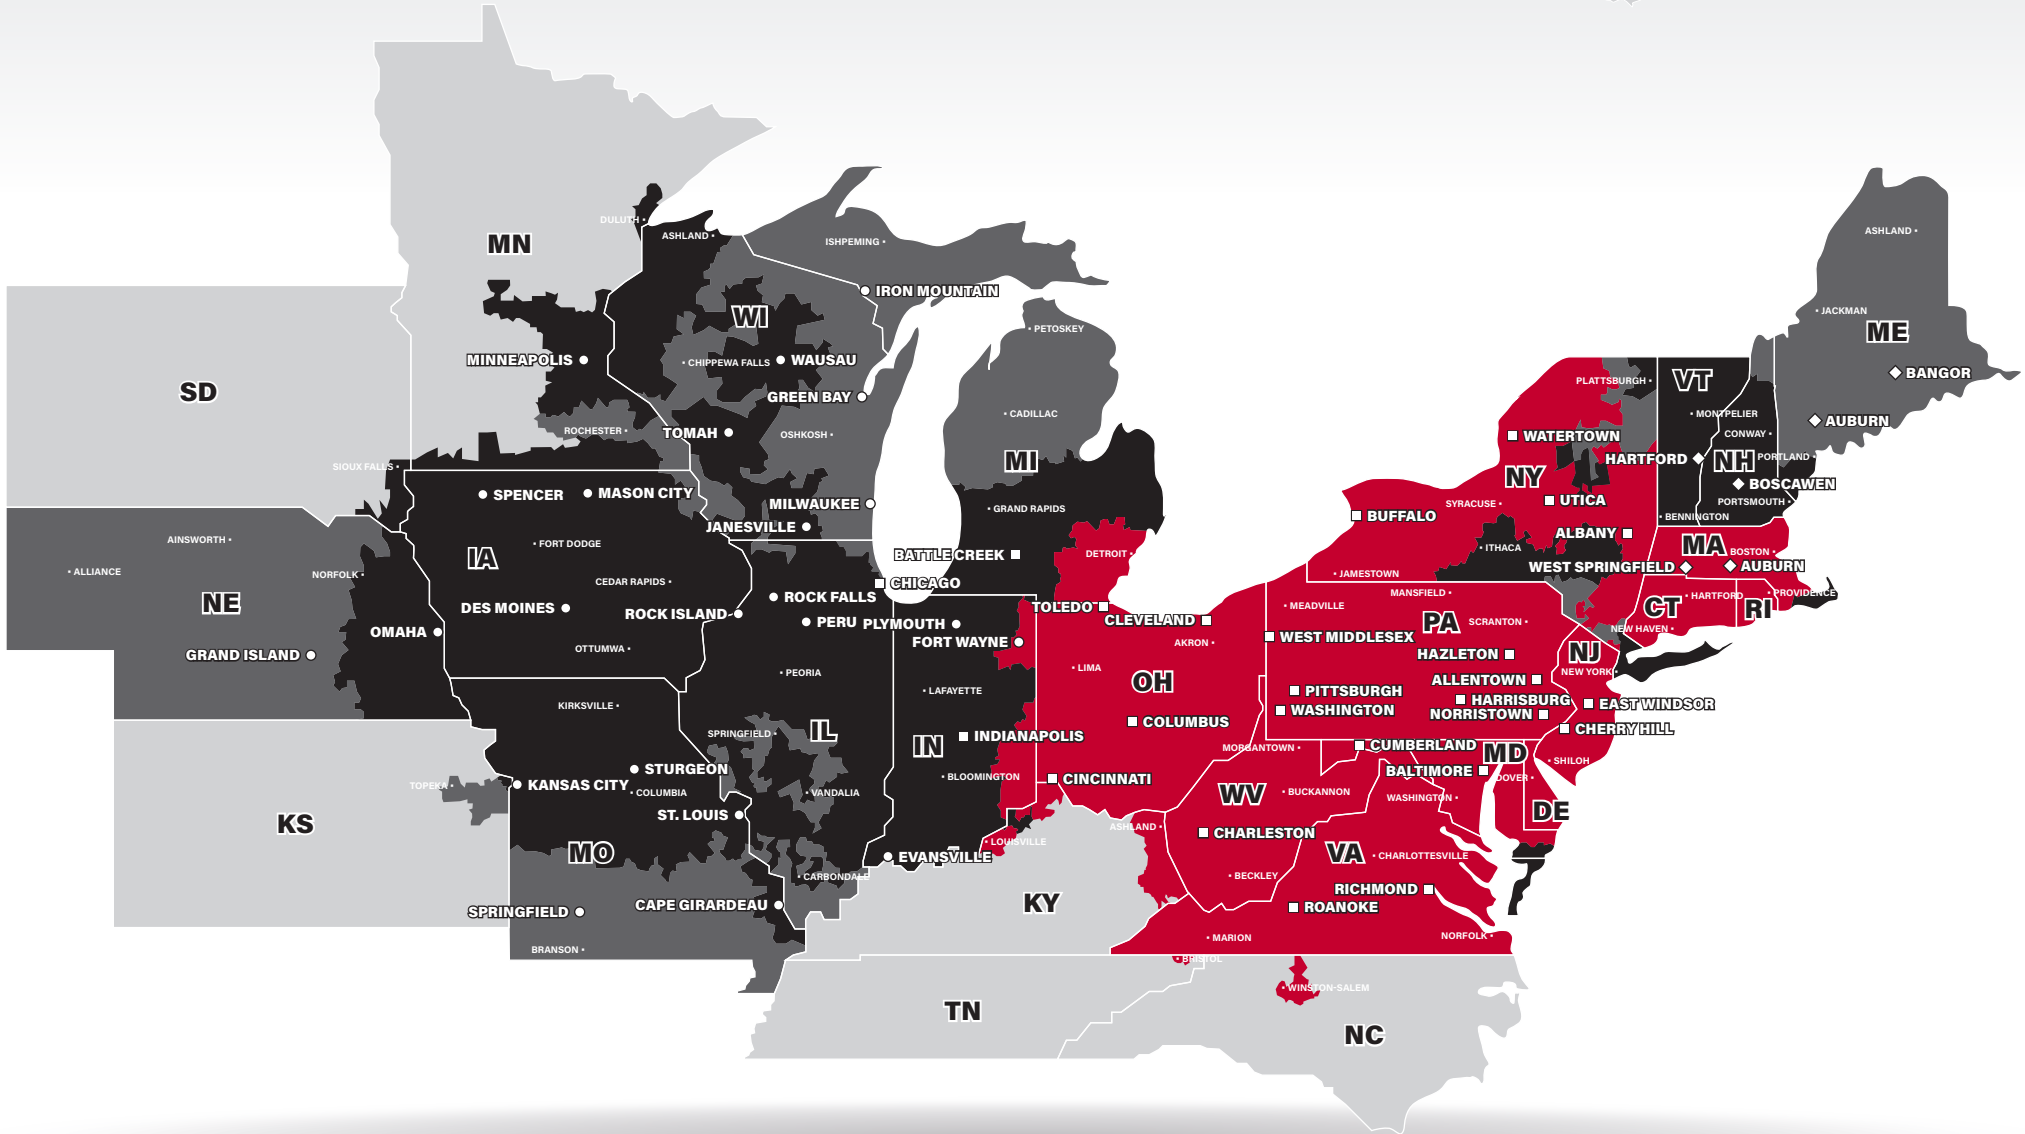 DULUTH
ASHLAND
ISHPEMING
ASHLAND
MN
IRON MOUNTAIN
JACKMAN
WI
PETOSKEY
ME
MINNEAPOLIS
CHIPPEWA FALLS
WAUSAU
PLATTSBURGH
VT
BANGOR
SD
GREEN BAY
CADILLAC
MONTPELIER
AUBURN
ROCHESTER
TOMAH
OSHKOSH
WATERTOWN
CONWAY
SIOUX FALLS
MI
HARTFORD
NH
PORTLAND
NY
BOSCAWEN
SPENCER
MASON CITY
MILWAUKEE
GRAND RAPIDS
SYRACUSE
UTICA
PORTSMOUTH
JANESVILLE
BUFFALO
BENNINGTON
AINSWORTH
FORT DODGE
IA
BATTLE CREEK
DETROIT
ITHACA
ALBANY
MA
BOSTON
ALLIANCE
NORFOLK
CEDAR RAPIDS
CHICAGO
JAMESTOWN
WEST SPRINGFIELD
AUBURN
NE
DES MOINES
ROCK ISLAND
ROCK FALLS
TOLEDO
MEADVILLE
MANSFIELD
CT
HARTFORD
RI
PROVIDENCE
OMAHA
PERU
PLYMOUTH
CLEVELAND
PA
SCRANTON
NEW HAVEN
GRAND ISLAND
OTTUMWA
FORT WAYNE
AKRON
WEST MIDDLESEX
HAZLETON
NJ
PEORIA
LIMA
OH
ALLENTOWN
NEW YORK
KIRKSVILLE
LAFAYETTE
PITTSBURGH
HARRISBURG
EAST WINDSOR
WASHINGTON
NORRISTOWN
SPRINGFIELD
IL
IN
INDIANAPOLIS
COLUMBUS
CHERRY HILL
MORGANTOWN
CUMBERLAND
MD
TOPEKA
KANSAS CITY
STURGEON
BLOOMINGTON
CINCINNATI
BALTIMORE
DOVER
SHILOH
COLUMBIA
VANDALIA
WV
BUCKANNON
WASHINGTON
DE
KS
ST. LOUIS
ASHLAND
CHARLESTON
MO
EVANSVILLE
LOUISVILLE
VA
CHARLOTTESVILLE
CARBONDALE
BECKLEY
RICHMOND
SPRINGFIELD
CAPE GIRARDEAU
KY
ROANOKE
BRANSON
MARION
NORFOLK
BRISTOL
WINSTON-SALEM
TN
NC